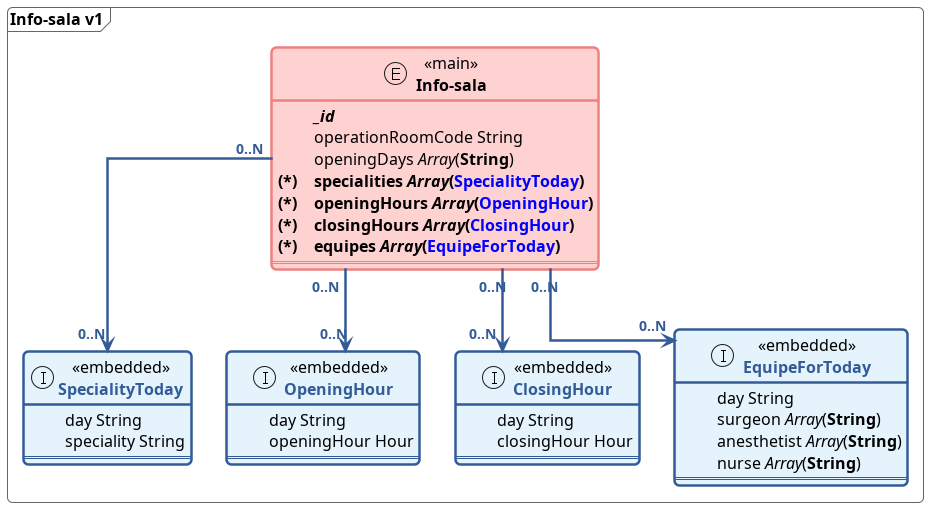 Info-sala v1
«main»
E Info-sala
_id
operationRoomCode String
openingDays Array(String)
(*) specialities Array(SpecialityToday)
(*) openingHours Array(OpeningHour)
(*) closingHours Array(ClosingHour)
(*) equipes Array(EquipeForToday)
0..N
0..N
0..N
0..N
0..N
0..N
0..N
0..N
«embedded»
I SpecialityToday
day String
speciality String
«embedded»
I OpeningHour
day String
openingHour Hour
«embedded»
I ClosingHour
day String
closingHour Hour
«embedded»
I EquipeForToday
day String
surgeon Array(String)
anesthetist Array(String)
nurse Array(String)